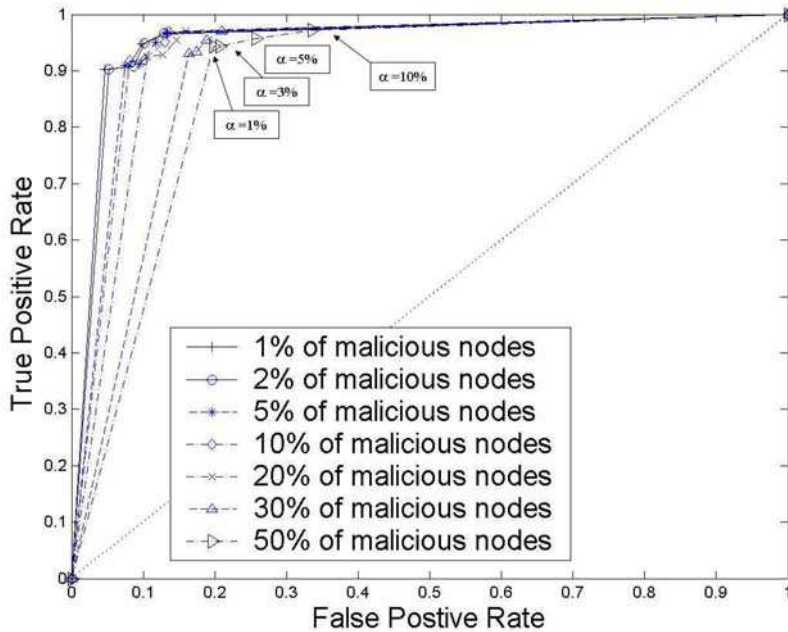 1
0.9
0.8
0.7
0.6
0.5
0.4
0.3
0.2
0.1
0
True Positive Rate
α =5%
α =10%
α =3%
α =1%
1% of malicious nodes
2% of malicious nodes
5% of malicious nodes
10% of malicious nodes
20% of malicious nodes
30% of malicious nodes
50% of malicious nodes
0 0.1 0.2 0.3 0.4 0.5 0.6 0.7 0.8 0.9 1
False Postive Rate